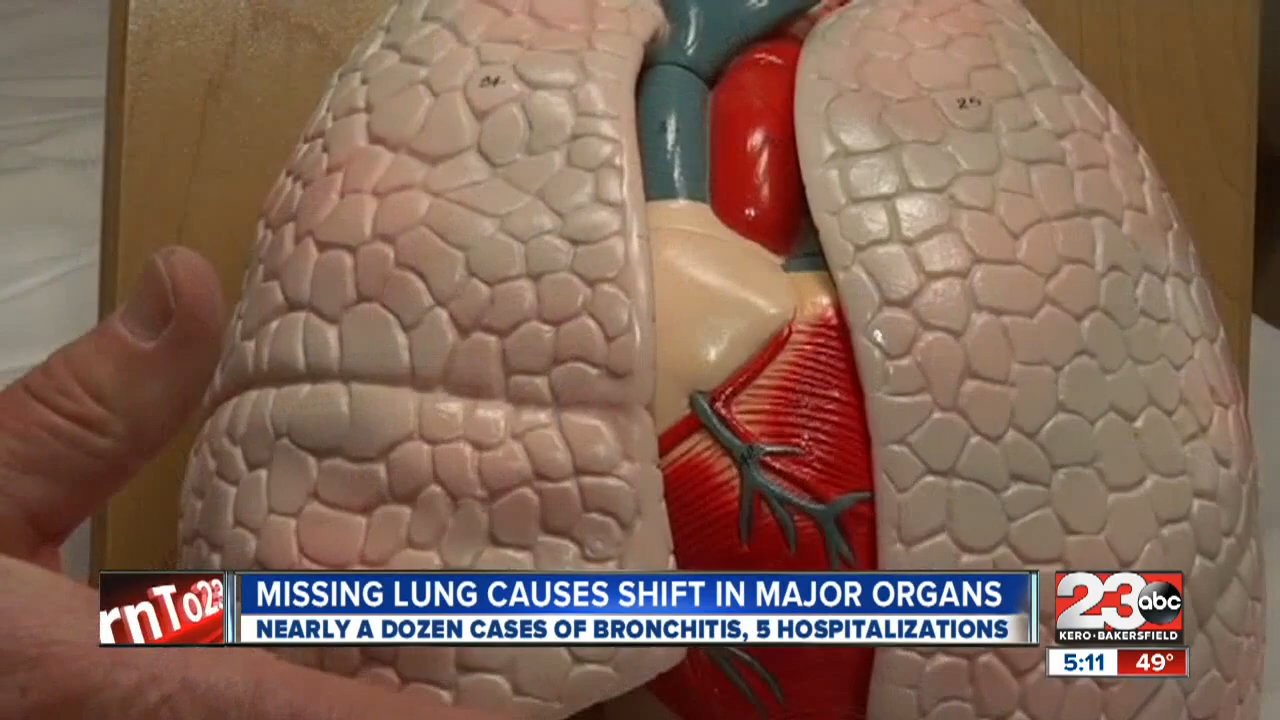 25
MISSING LUNG CAUSES SHIFT IN MAJOR ORGANS
NEARLY A DOZEN CASES OF BRONCHITIS, 5 HOSPITALIZATIONS
rnTo23
23 abc
KERO•BAKERSFIELD
5:11 49°